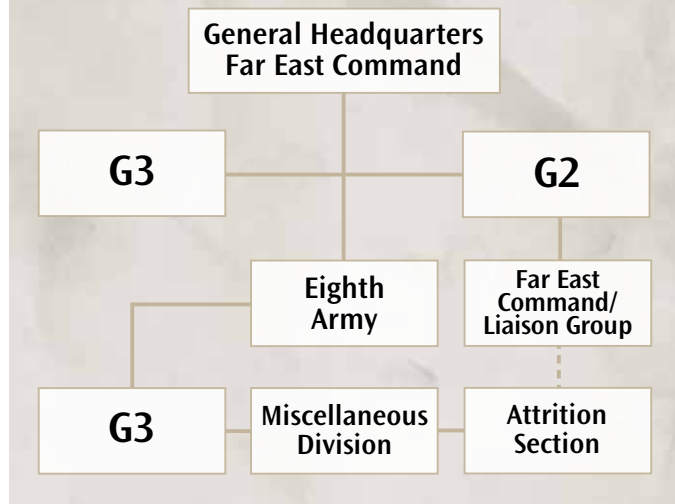 General Headquarters
Far East Command
G3
G2
Eighth
Army
Far East
Command/
Liaison Group
G3
Miscellaneous
Division
Attrition
Section